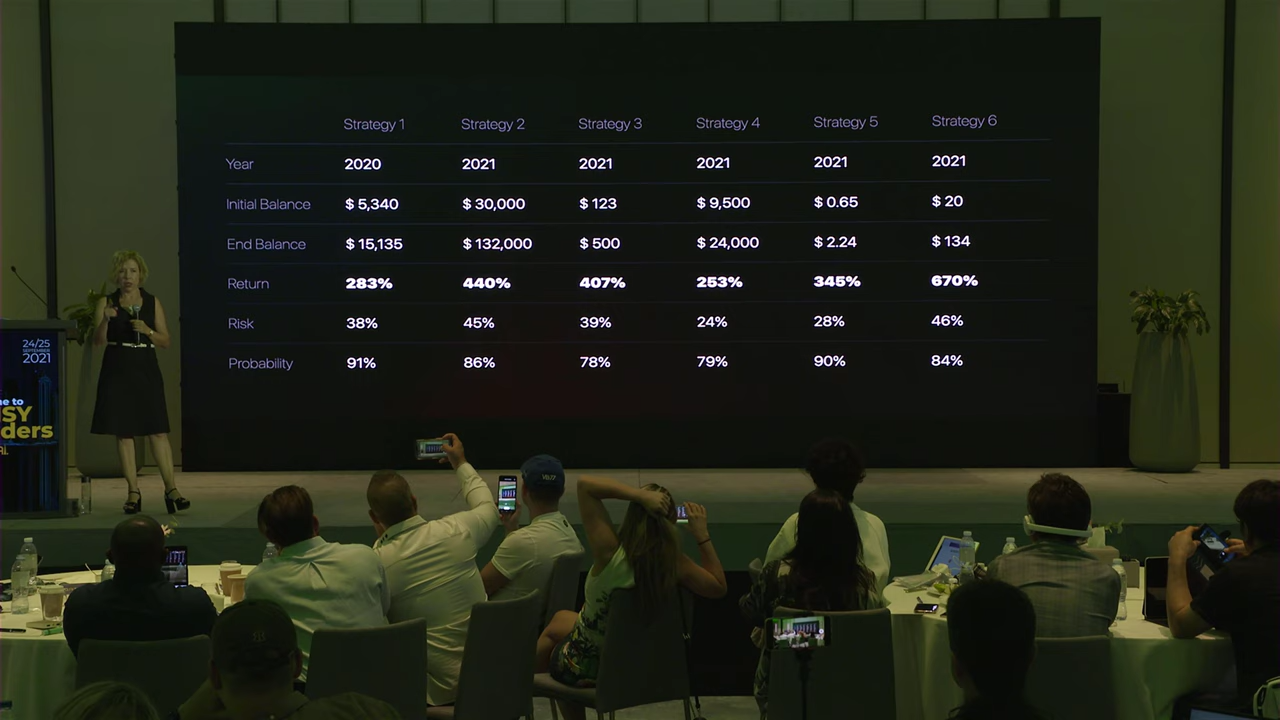 Strategy 1 Strategy 2 Strategy 3 Strategy 4 Strategy 5 Strategy 6
Year 2020 2021 2021 2021 2021 2021
Initial Balance $ 5,340 $ 30,000 $ 123 $ 9,500 $ 0.65 $ 20
End Balance $ 15,135 $ 132,000 $ 500 $ 24,000 $ 2.24 $ 134
Return 283% 440% 407% 253% 345% 670%
Risk 38% 45% 39% 24% 28% 46%
Probability 91% 86% 78% 79% 90% 84%
24/25
SEPTEMBER
2021
to